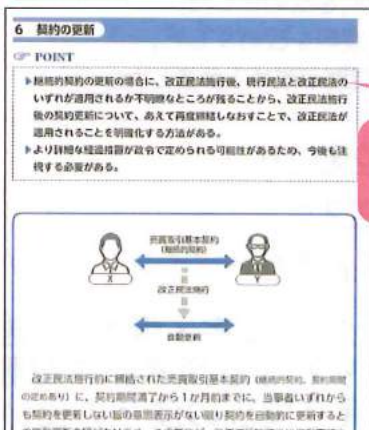 6 契約の更新
☞ POINT
▶継続的契約の更新の場合に、改正民法施行後、現行民法と改正民法の
いずれが適用されるか不明瞭なところが残ることから、改正民法施行
後の契約更新について、あえて再度締結しなおすことで、改正民法が
適用されることを明確化する方法がある。
▶より詳細な経過措置が政令で定められる可能性があるため、今後も注
視する必要がある。
売買取引基本契約
(継続的契約)
X
Y
改正民法施行
自動更新
改正民法施行前に締結された売買取引基本契約(継続的契約、契約期間
の定めあり)に、契約期間満了から1か月前までに、当事者いずれから
も契約を更新しない旨の意思表示がない限り契約を自動的に更新すると